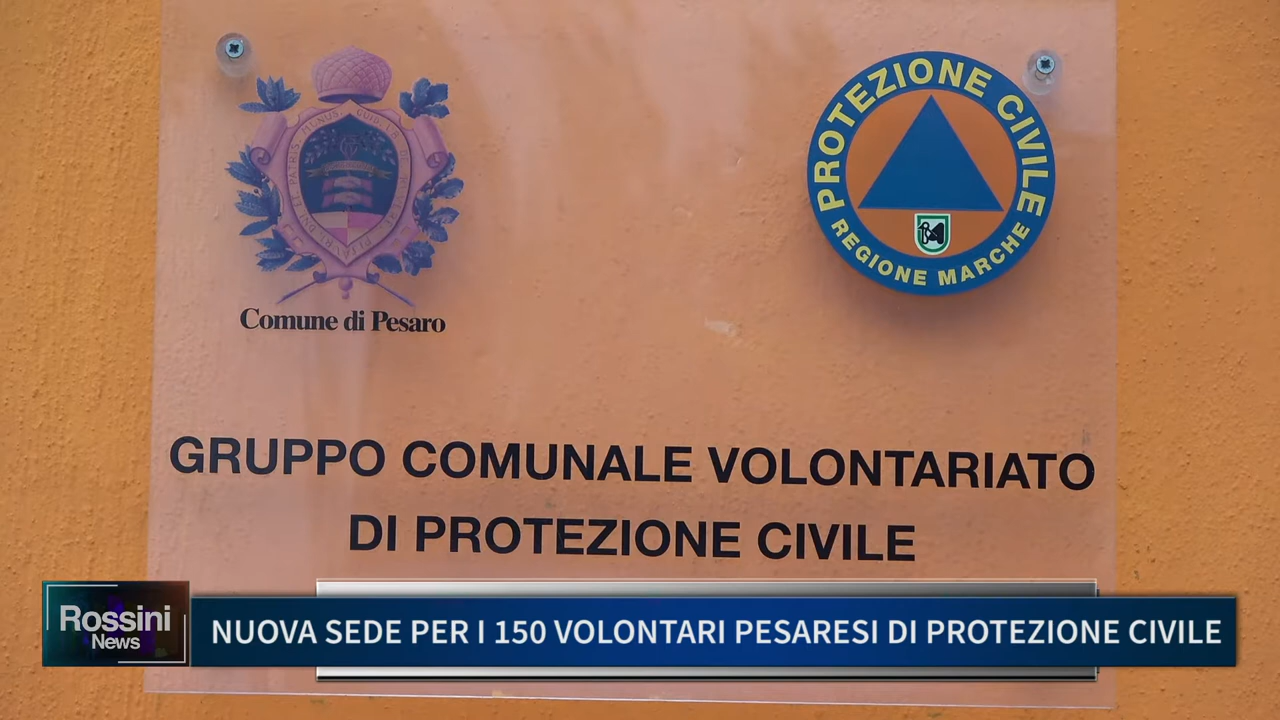 PROTEZIONE CIVILE
REGIONE MARCHE
Comune di Pesaro
GRUPPO COMUNALE VOLONTARIATO
DI PROTEZIONE CIVILE
Rossini
News
NUOVA SEDE PER I 150 VOLONTARI PESARESI DI PROTEZIONE CIVILE